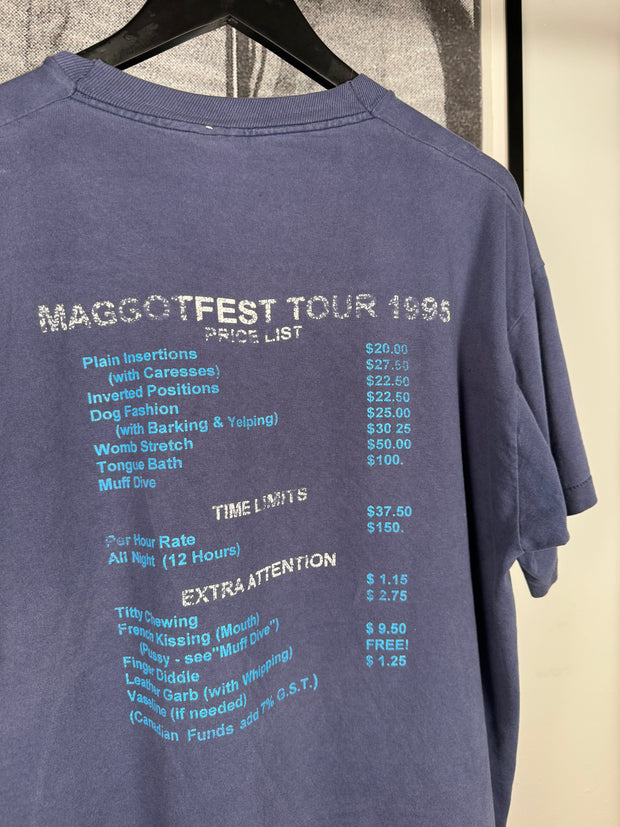 MAGGOTFEST TOUR 1995
PRICE LIST
Plain Insertions $20.00
(with Caresses) $27.50
Inverted Positions $22.50
Dog Fashion $22.50
(with Barking & Yelping) $25.00
Womb Stretch $30 25
Tongue Bath $50.00
Muff Dive $100.
TIME LIMITS
Per Hour Rate $37.50
All Night (12 Hours) $150.
EXTRA ATTENTION
Titty Chewing $ 1.15
French Kissing (Mouth) $ 2.75
(Pussy - see"Muff Dive")
Finger Diddle $ 9.50
Leather Garb (with Whipping) FREE!
Vaseline (if needed) $ 1.25
(Canadian Funds add 7% G.S.T.)